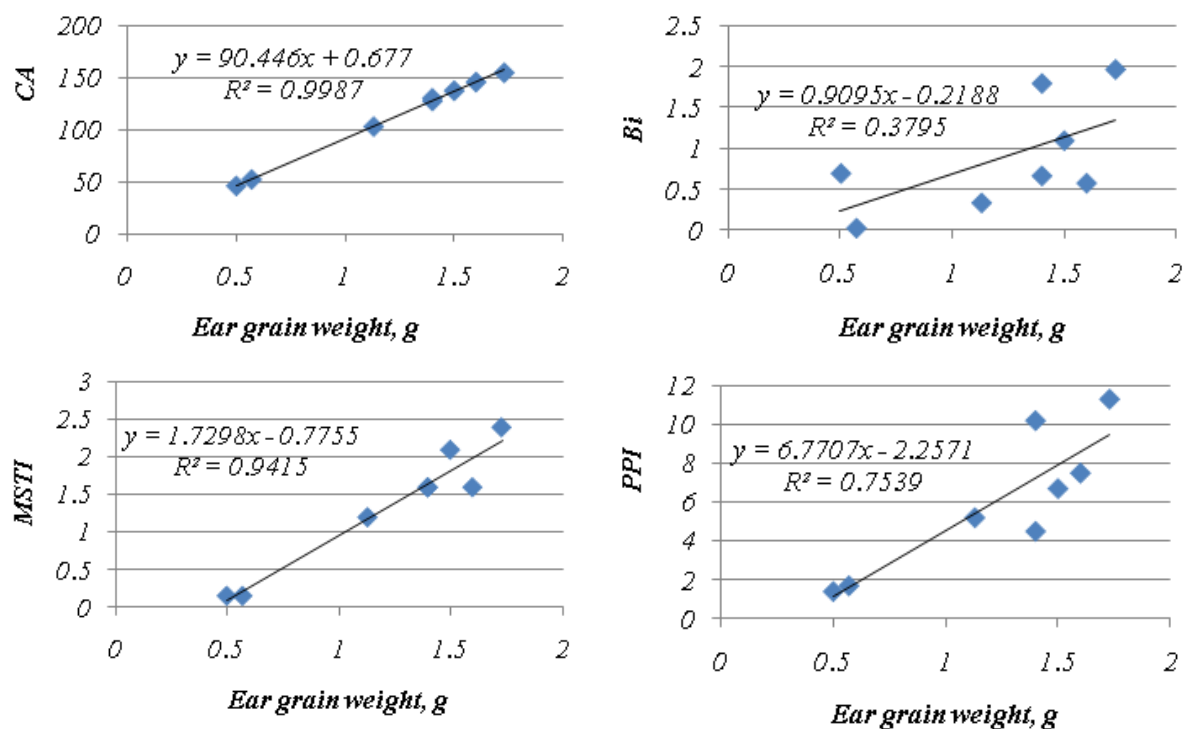 CA
200
150
100
50
0
y = 90.446x + 0.677
R² = 0.9987
0 0.5 1 1.5 2
Ear grain weight, g
Bi
2.5
2
1.5
1
0.5
0
y = 0.9095x - 0.2188
R² = 0.3795
0 0.5 1 1.5 2
Ear grain weight, g
MSTI
3
2.5
2
1.5
1
0.5
0
y = 1.7298x - 0.7755
R² = 0.9415
0 0.5 1 1.5 2
Ear grain weight, g
PPI
12
10
8
6
4
2
0
y = 6.7707x - 2.2571
R² = 0.7539
0 0.5 1 1.5 2
Ear grain weight, g